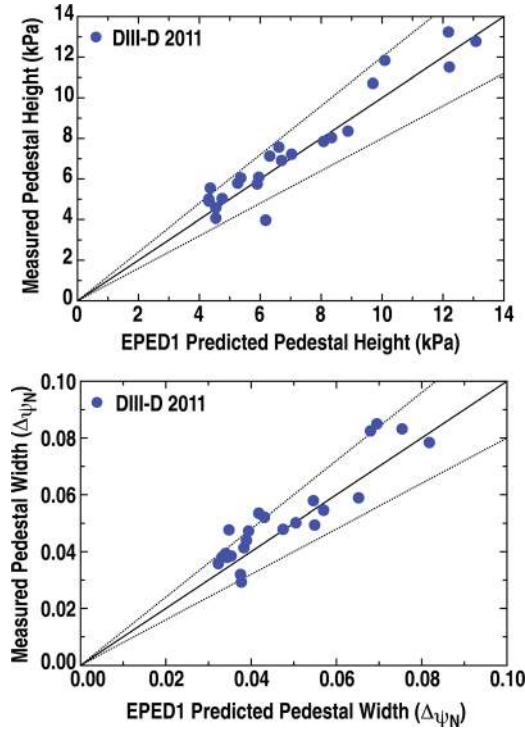 14
12
10
8
6
4
2
0
Measured Pedestal Height (kPa)
DIII-D 2011
0 2 4 6 8 10 12 14
EPED1 Predicted Pedestal Height (kPa)
0.10
0.08
0.06
0.04
0.02
0.00
Measured Pedestal Width (ΔψN)
DIII-D 2011
0.00 0.02 0.04 0.06 0.08 0.10
EPED1 Predicted Pedestal Width (ΔψN)